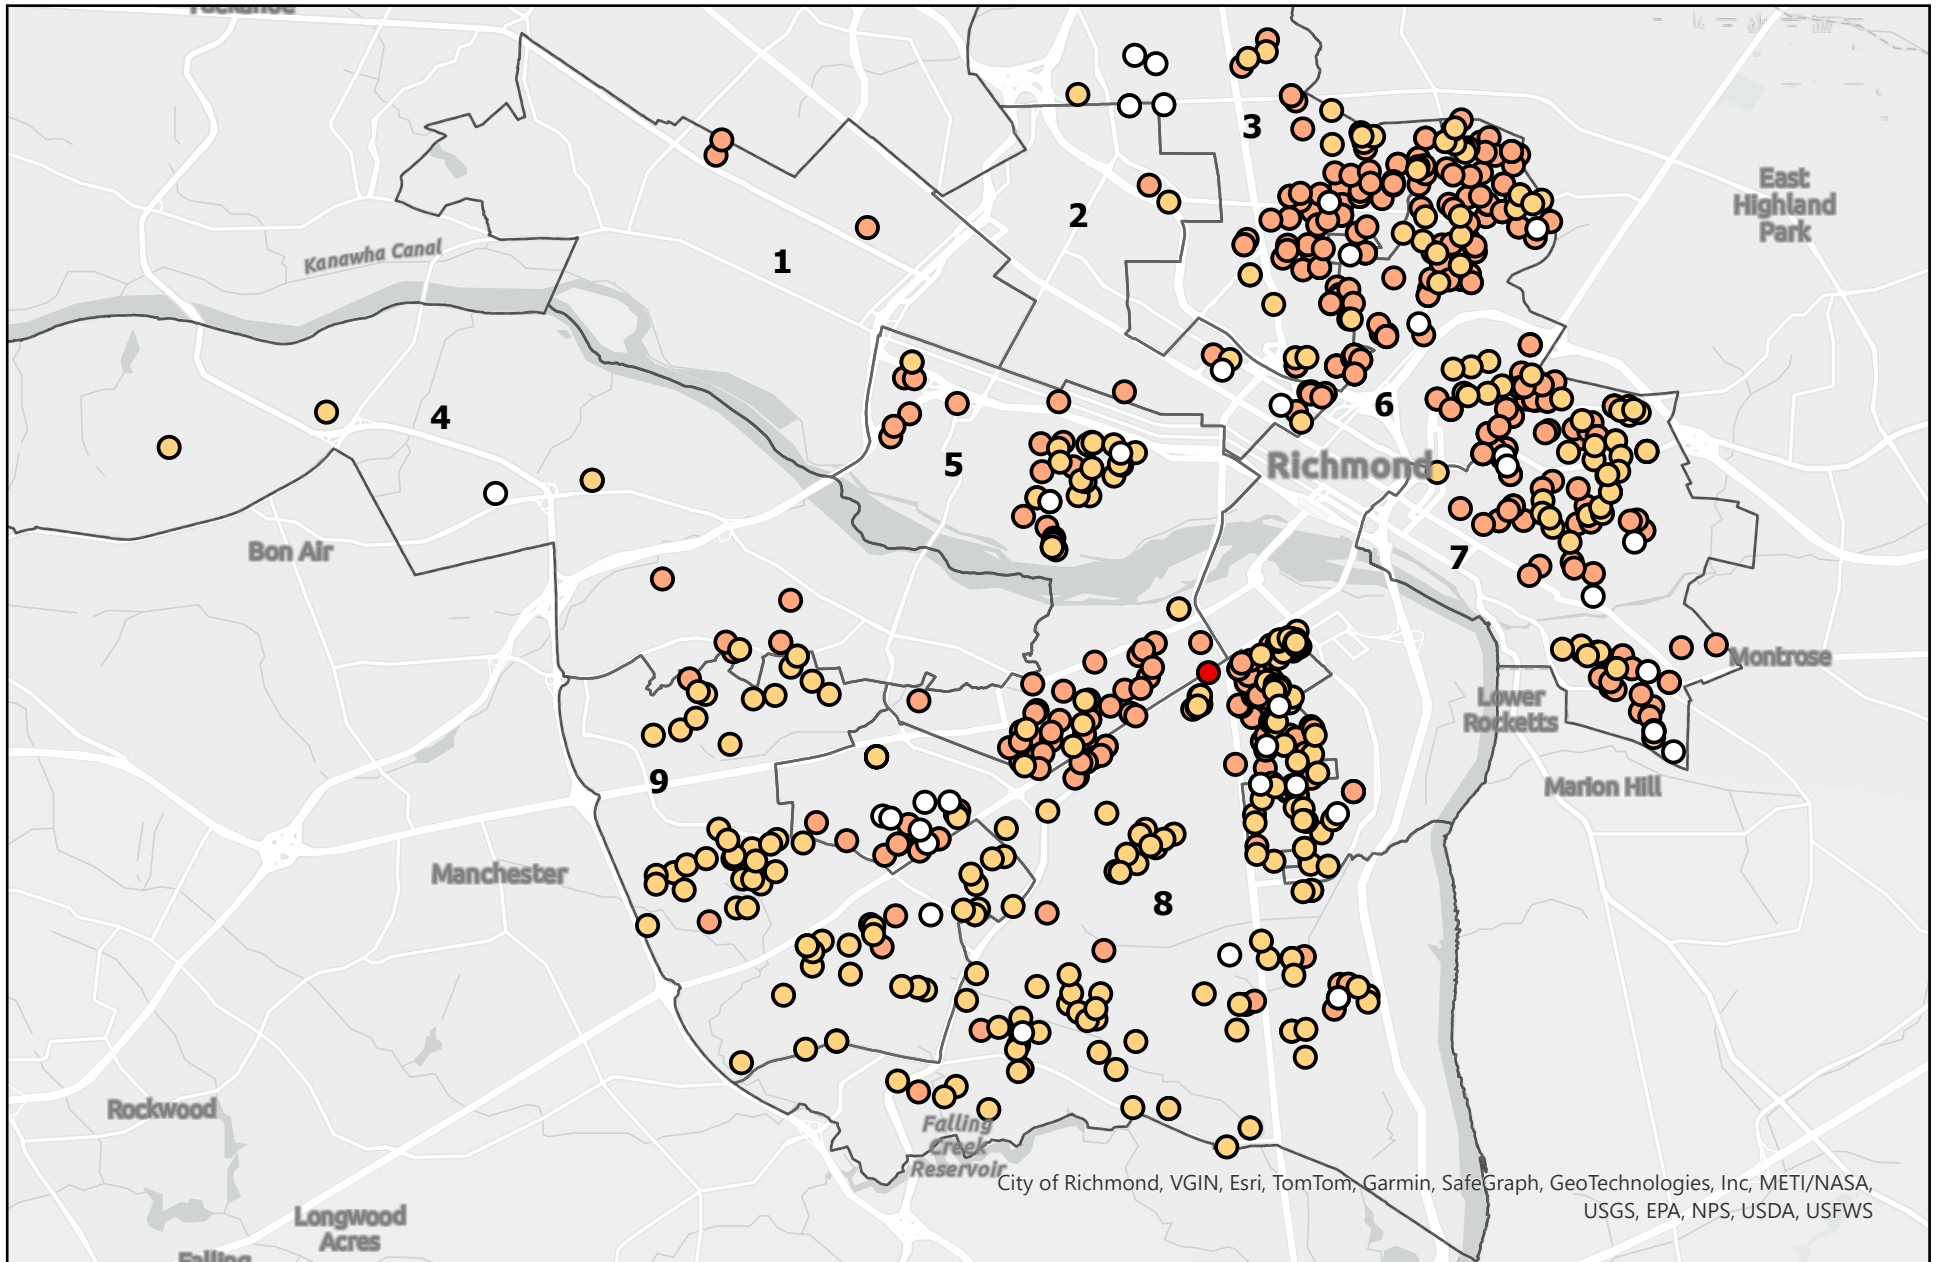 3
East
Highland
Park
2
Kanawha Canal
1
4
6
5
Richmond
Bon Air
7
Montrose
Lower
Rocketts
9
Marion Hill
Manchester
8
Rockwood
Falling
Creek
Reservoir
City of Richmond, VGIN, Esri, TomTom, Garmin, SafeGraph, GeoTechnologies, Inc, METI/NASA,
USGS, EPA, NPS, USDA, USFWS
Longwood
Acres
Falling